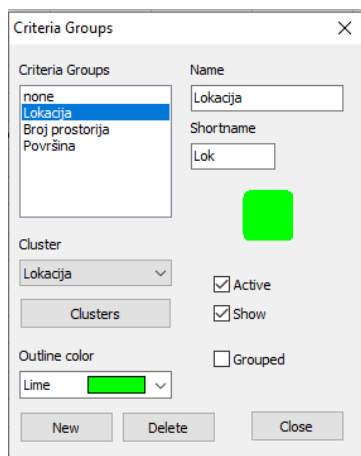 Criteria Groups
Criteria Groups
none
Lokacija
Broj prostorija
Površina
Name
Lokacija
Shortname
Lok
Cluster
Lokacija
Clusters
Active
Show
Outline color
Lime
Grouped
New
Delete
Close